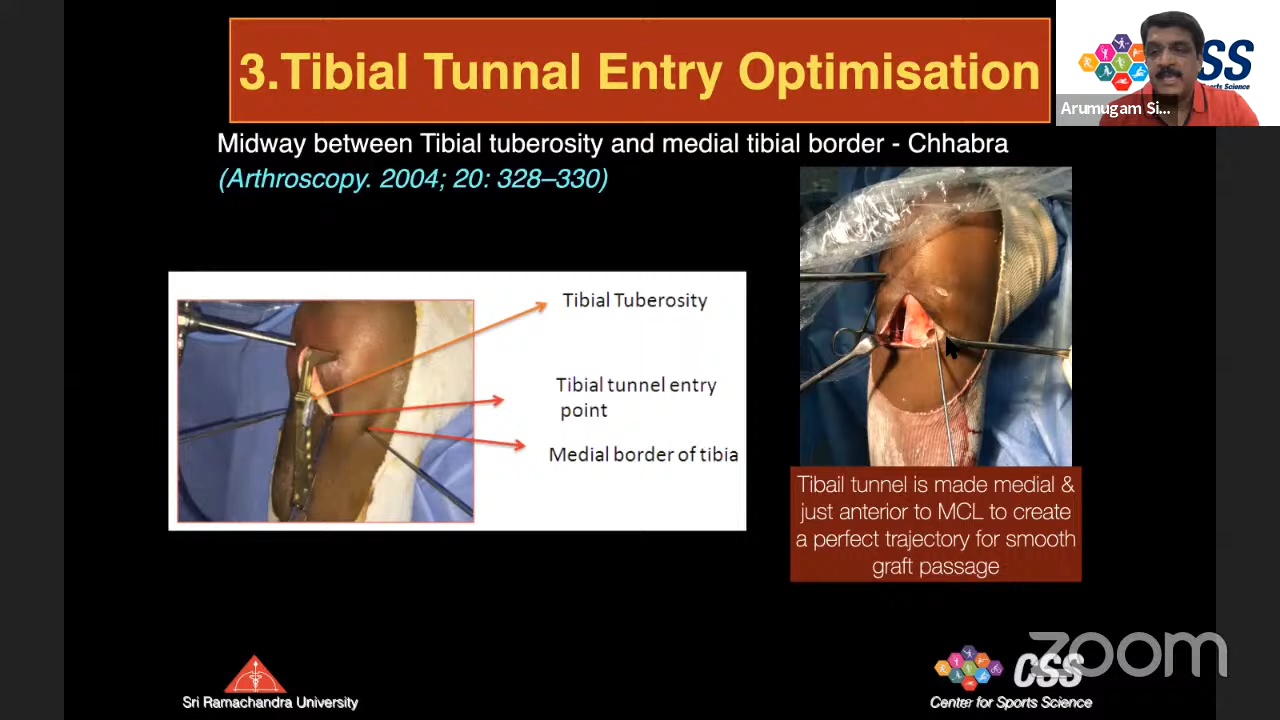 3.Tibial Tunnal Entry Optimisation
CSS
Sports Science
Arumugam Si...
Midway between Tibial tuberosity and medial tibial border - Chhabra
(Arthroscopy. 2004; 20: 328–330)
Tibial Tuberosity
Tibial tunnel entry
point
Medial border of tibia
Tibail tunnel is made medial &
just anterior to MCL to create
a perfect trajectory for smooth
graft passage
Sri Ramachandra University
CSS
Center for Sports Science
zoom